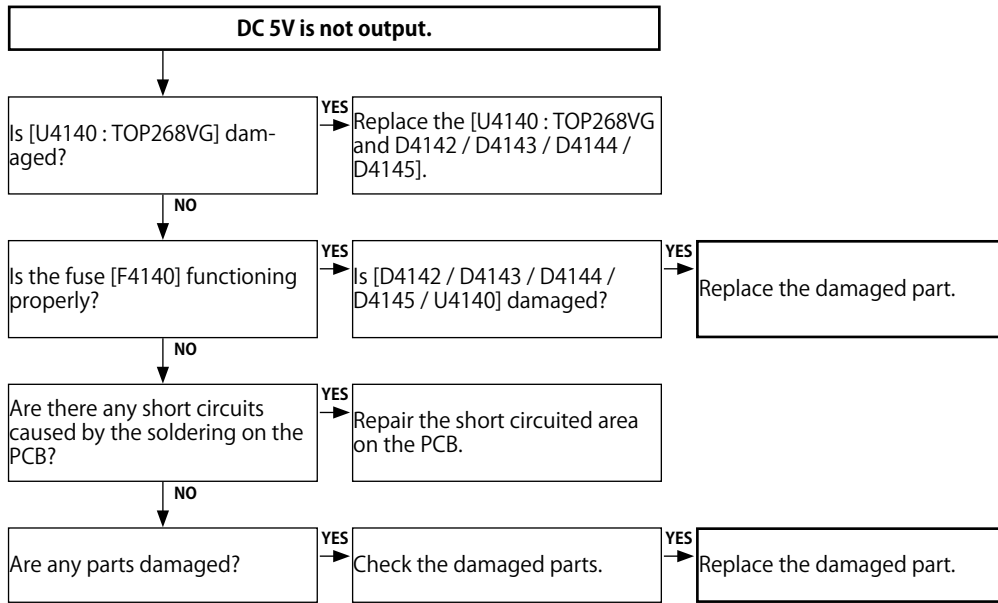 DC 5V is not output.
Is [U4140 : TOP268VG] dam-
aged?
YES
Replace the [U4140 : TOP268VG
and D4142 / D4143 / D4144 /
D4145].
NO
Is the fuse [F4140] functioning
properly?
YES
Is [D4142 / D4143 / D4144 /
D4145 / U4140] damaged?
YES
Replace the damaged part.
NO
Are there any short circuits
caused by the soldering on the
PCB?
YES
Repair the short circuited area
on the PCB.
NO
Are any parts damaged?
YES
Check the damaged parts.
YES
Replace the damaged part.